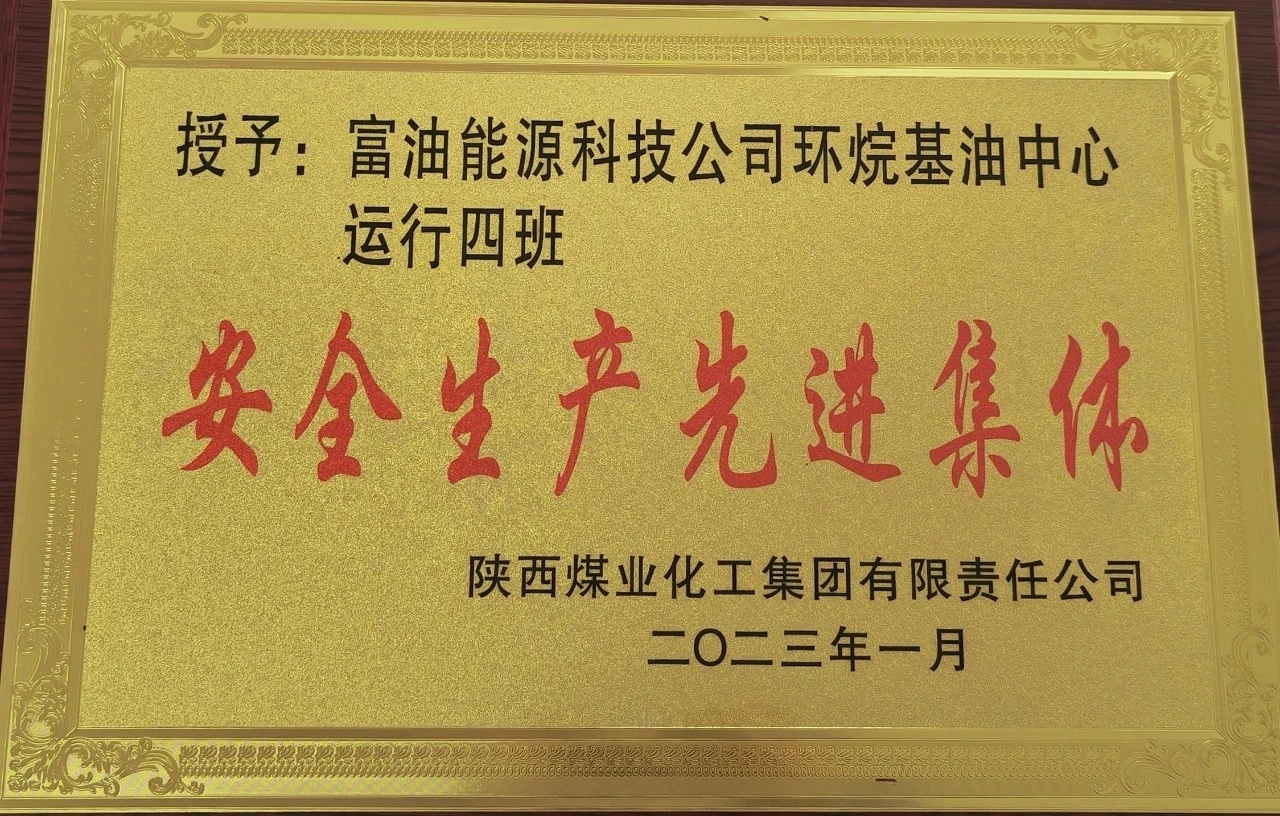 授予：富油能源科技公司环烷基油中心
运行四班
安全生产先进集体
陕西煤业化工集团有限责任公司
二〇二三年一月